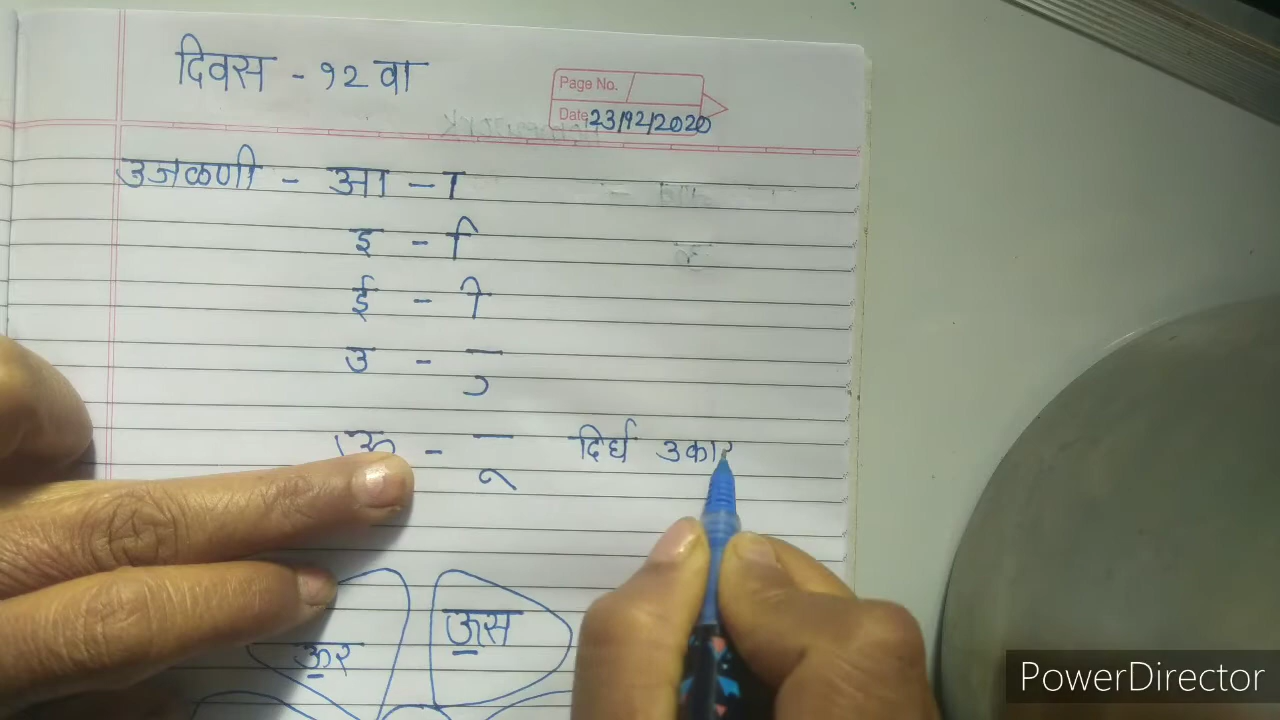 दिवस - १२ वा
Page No.
Date 23/12/2020
उजळणी - आ - ा
इ - ि
ई - ी
उ - ु
ऊ - ू दिर्घ उकार
ऊस
ऊर
PowerDirector